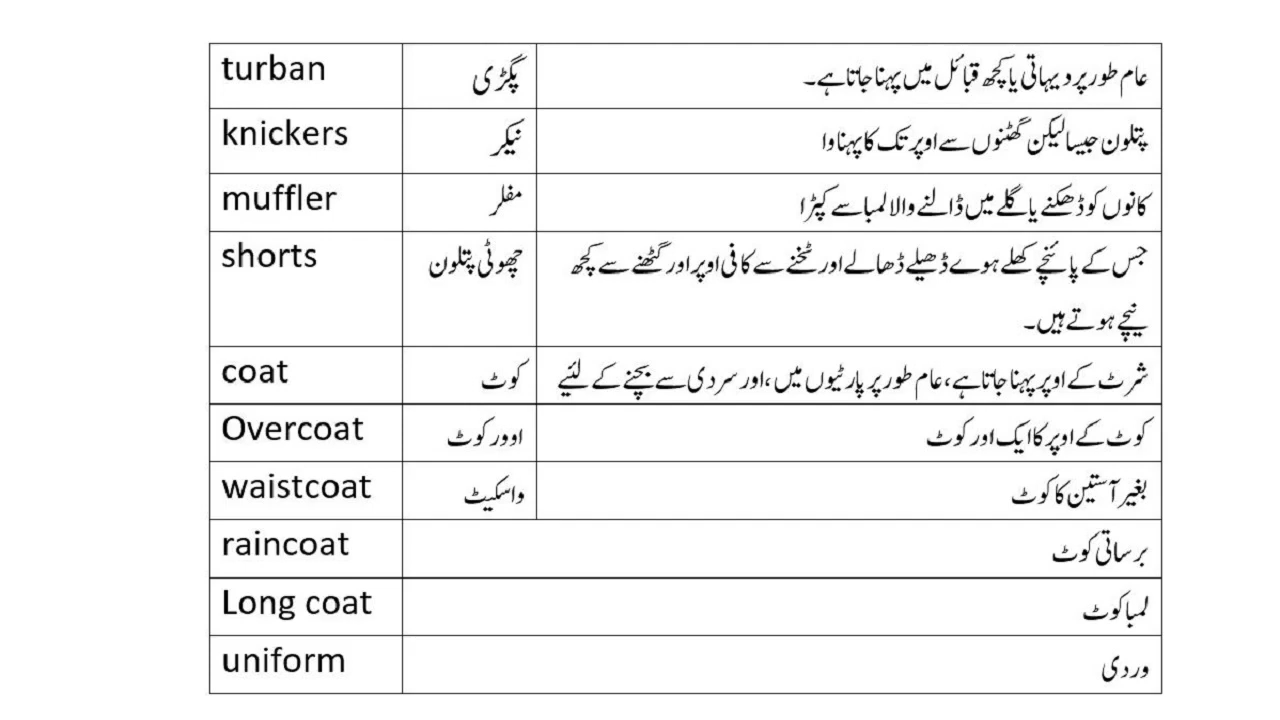 turban پگڑی عام طور پر دیہاتی یا کچھ قبائل میں پہنا جاتا ہے۔
knickers نیکر پتلون جیسا لیکن گھٹنوں سے اوپر تک کا پہناوا
muffler مفلر کانوں کو ڈھکنے یا گلے میں ڈالنے والا لمبا سے کپڑا
shorts چھوٹی پتلون جس کے پائنچے کھلے ہوے ڈھیلے ڈھالے اور ٹخنے سے کافی اوپر اور گٹھنے سے کچھ
نیچے ہوتے ہیں۔
coat کوٹ شرٹ کے اوپر پہنا جاتا ہے، عام طور پر پارٹیوں میں، اور سردی سے بچنے کے لئیے
Overcoat اوور کوٹ کوٹ کے اوپر کا ایک اور کوٹ
waistcoat واسکیٹ بغیر آستین کا کوٹ
raincoat برساتی کوٹ
Long coat لمبا کوٹ
uniform وردی